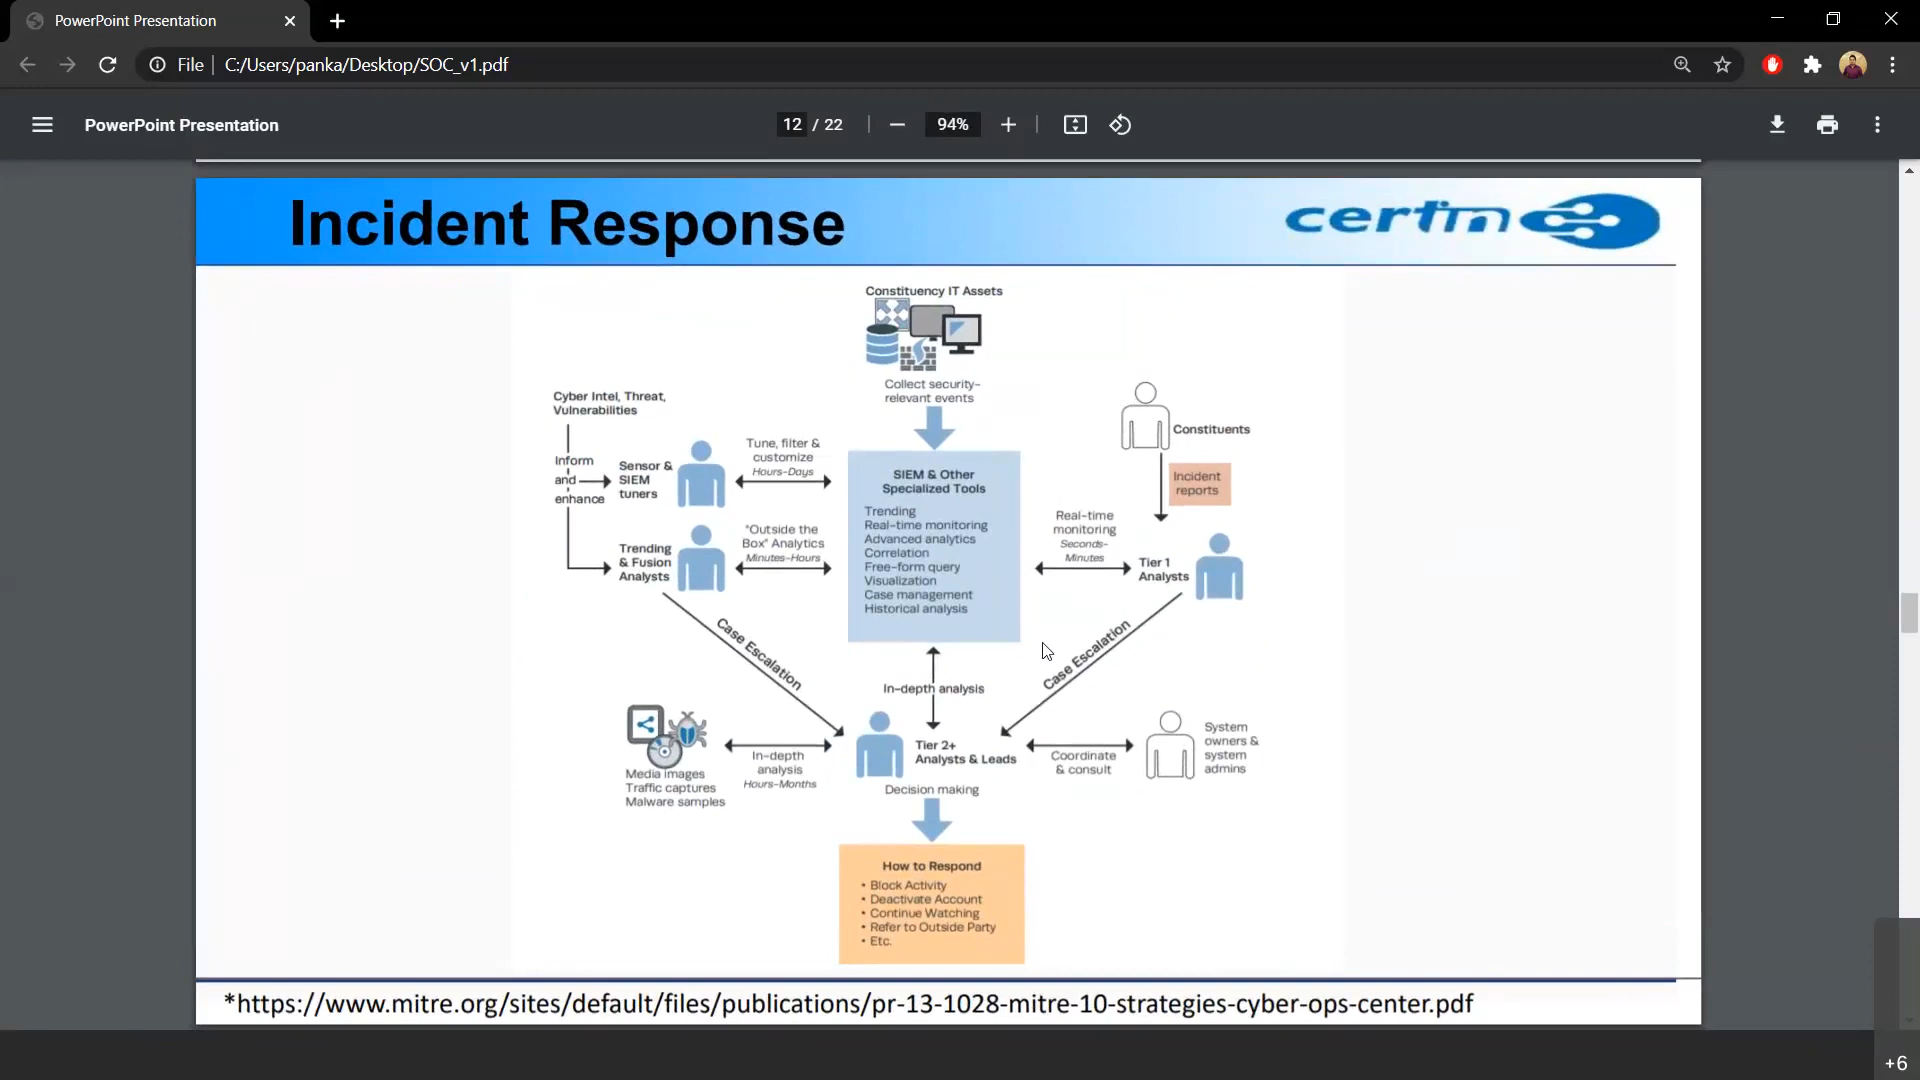 PowerPoint Presentation
File
C:/Users/panka/Desktop/SOC_v1.pdf
PowerPoint Presentation
12 / 22
94%
Incident Response
certin
Constituency IT Assets
Collect security-
relevant events
Cyber Intel, Threat,
Vulnerabilities
Inform
and
enhance
Sensor &
SIEM
tuners
Tune, filter &
customize
Hours-Days
Trending
& Fusion
Analysts
"Outside the
Box" Analytics
Minutes-Hours
SIEM & Other
Specialized Tools
Trending
Real-time monitoring
Advanced analytics
Correlation
Free-form query
Visualization
Case management
Historical analysis
Constituents
Incident
reports
Real-time
monitoring
Seconds-
Minutes
Tier 1
Analysts
Case Escalation
Case Escalation
In-depth analysis
Media images
Traffic captures
Malware samples
In-depth
analysis
Hours-Months
Tier 2+
Analysts & Leads
Decision making
Coordinate
& consult
System
owners &
system
admins
How to Respond
• Block Activity
• Deactivate Account
• Continue Watching
• Refer to Outside Party
• Etc.
*https://www.mitre.org/sites/default/files/publications/pr-13-1028-mitre-10-strategies-cyber-ops-center.pdf
+6